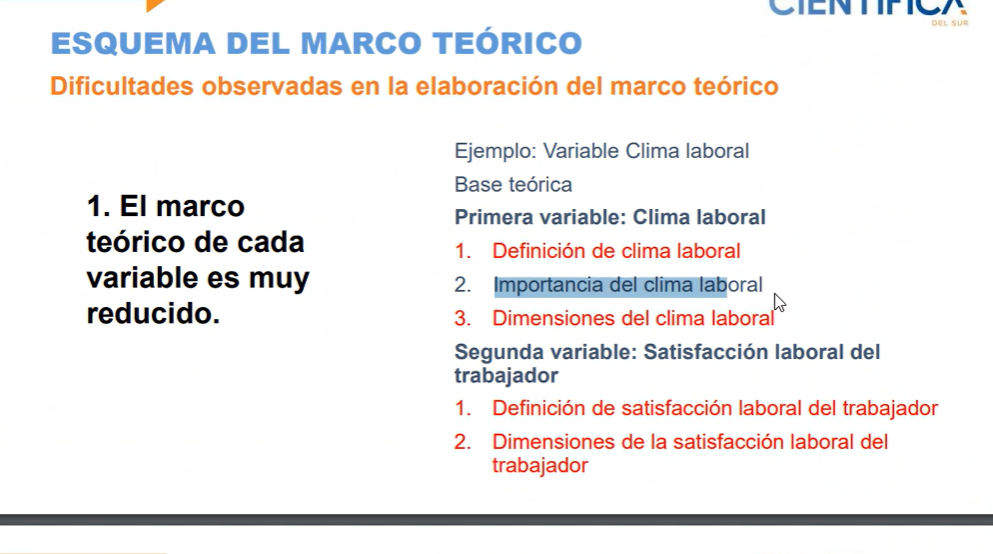 CIENTÍFICA
DEL SUR
ESQUEMA DEL MARCO TEÓRICO
Dificultades observadas en la elaboración del marco teórico
1. El marco
teórico de cada
variable es muy
reducido.
Ejemplo: Variable Clima laboral
Base teórica
Primera variable: Clima laboral
1. Definición de clima laboral
2. Importancia del clima laboral
3. Dimensiones del clima laboral
Segunda variable: Satisfacción laboral del
trabajador
1. Definición de satisfacción laboral del trabajador
2. Dimensiones de la satisfacción laboral del
trabajador